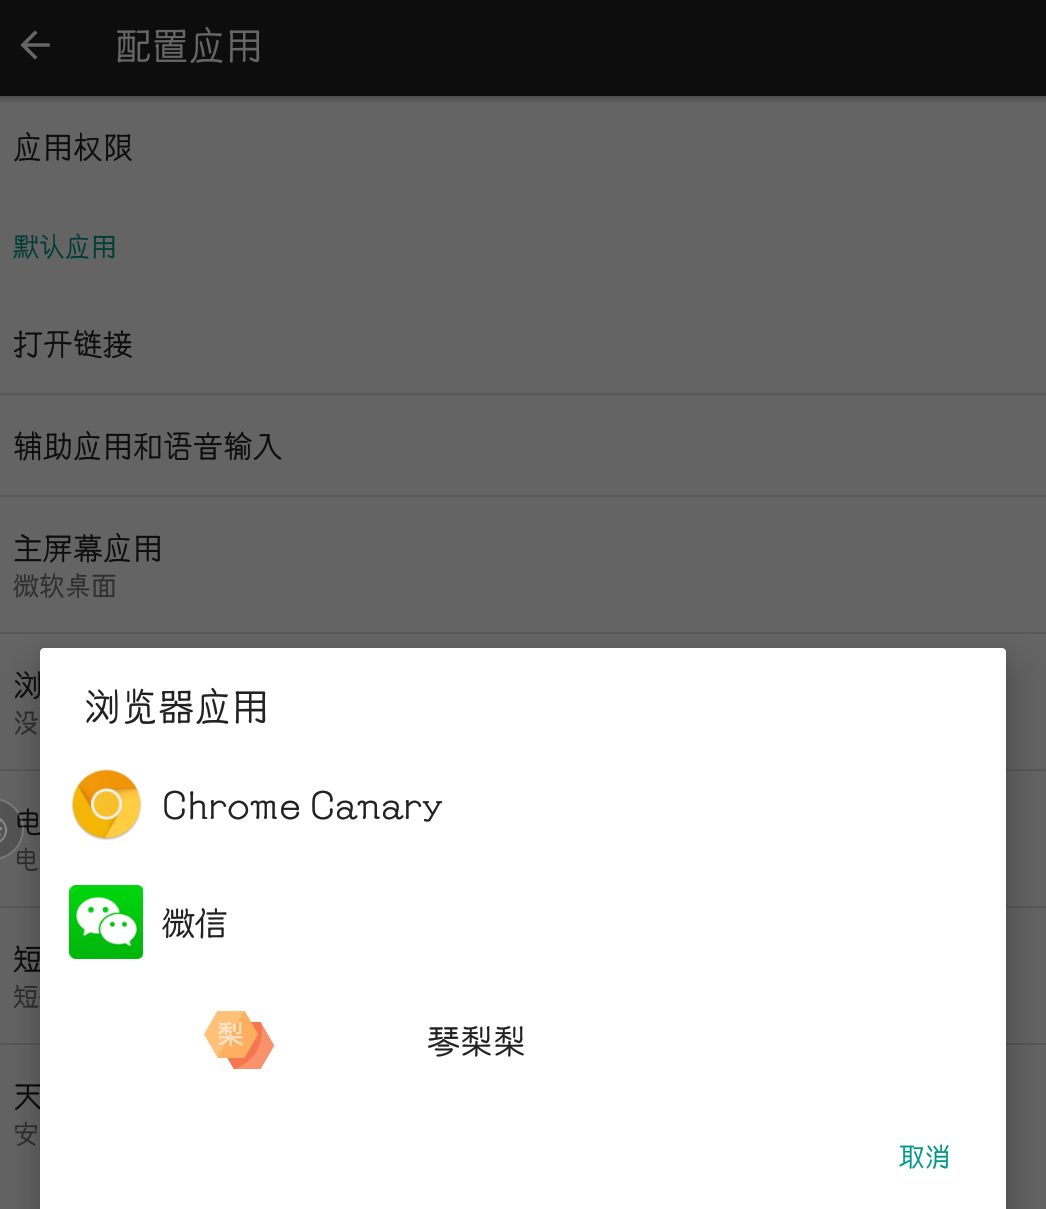 配置应用
应用权限
默认应用
打开链接
辅助应用和语音输入
主屏幕应用
微软桌面
浏
没
电
电
短
短
天
安
浏览器应用
Chrome Canary
微信
梨
琴梨梨
取消